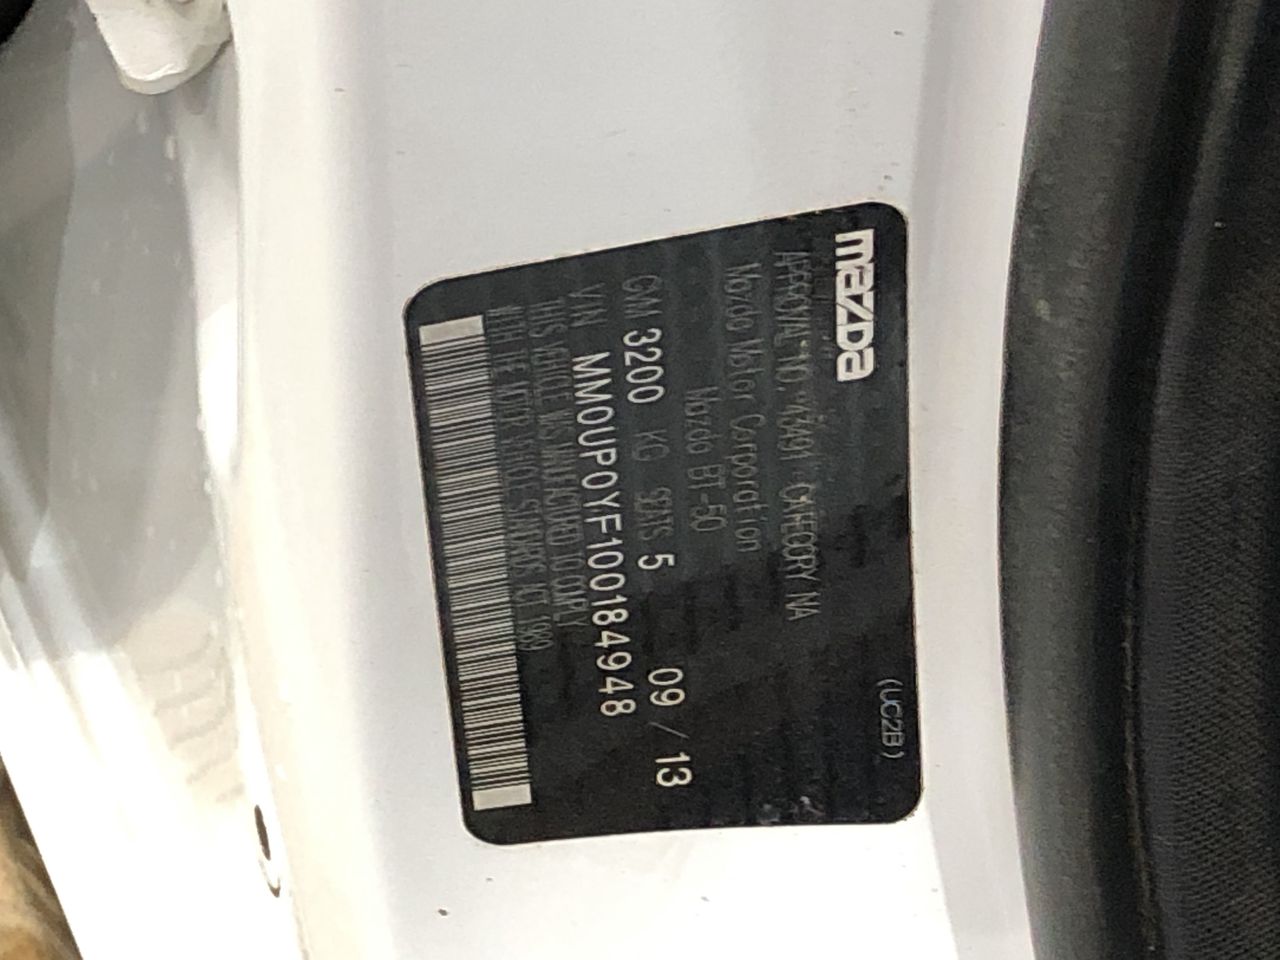 mazda (UC2B)
APPROVAL NO. 47491 CATEGORY NA
Mazda Motor Corporation
Mazda BT-50
GVM 3200 KG SEATS 5 09 / 13
VIN MM0UP0YF100184948
THIS VEHICLE WAS MANUFACTURED TO COMPLY
WITH THE MOTOR VEHICLE STANDARDS ACT 1989